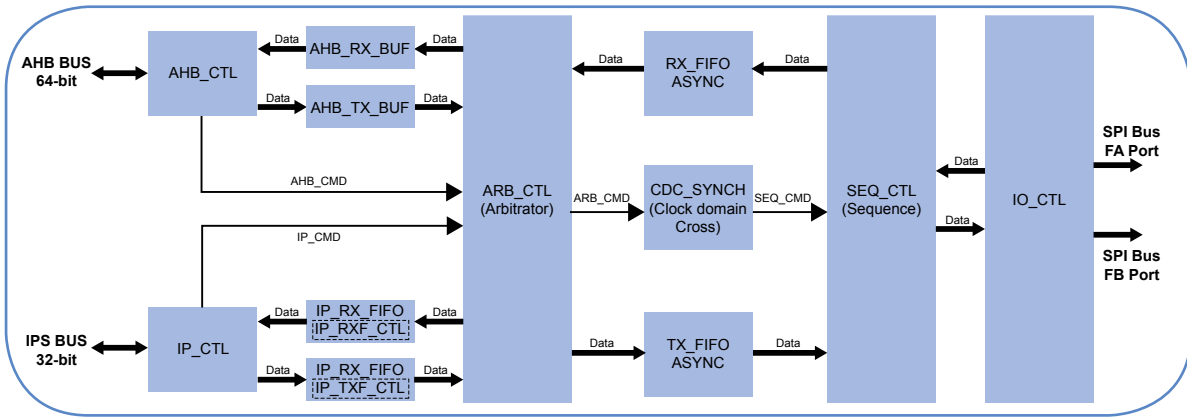 AHB BUS
64-bit
AHB_CTL
Data
AHB_RX_BUF
Data
Data
AHB_TX_BUF
Data
AHB_CMD
IP_CMD
IPS BUS
32-bit
IP_CTL
Data
IP_RX_FIFO
IP_RXF_CTL
Data
Data
IP_RX_FIFO
IP_TXF_CTL
Data
ARB_CTL
(Arbitrator)
Data
RX_FIFO
ASYNC
Data
ARB_CMD
CDC_SYNCH
(Clock domain
Cross)
SEQ_CMD
Data
TX_FIFO
ASYNC
Data
SEQ_CTL
(Sequence)
Data
Data
IO_CTL
SPI Bus
FA Port
SPI Bus
FB Port